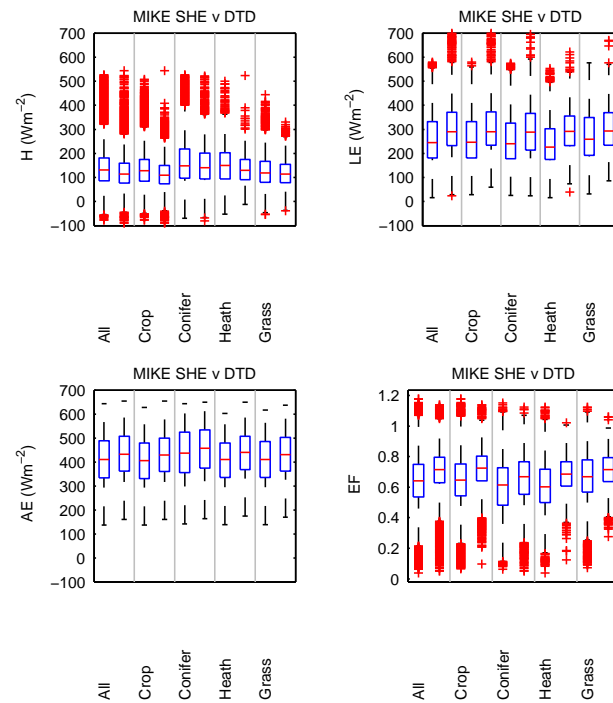 MIKE SHE v DTD
700
600
500
400
300
200
100
0
−100
H (Wm−2)
All
Crop
Conifer
Heath
Grass
MIKE SHE v DTD
700
600
500
400
300
200
100
0
−100
LE (Wm−2)
All
Crop
Conifer
Heath
Grass
MIKE SHE v DTD
700
600
500
400
300
200
100
0
−100
AE (Wm−2)
All
Crop
Conifer
Heath
Grass
MIKE SHE v DTD
1.2
1
0.8
0.6
0.4
0.2
0
EF
All
Crop
Conifer
Heath
Grass